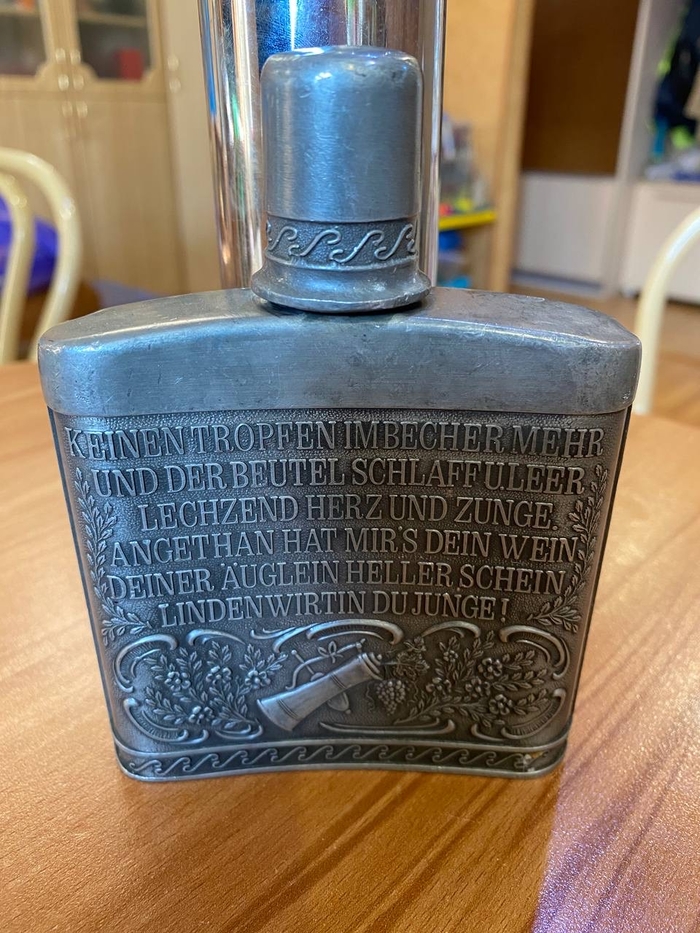 KEINEN TROPFEN IM BECHER MEHR
UND DER BEUTEL SCHLAFF U. LEER
LECHZEND HERZ UND ZUNGE.
ANGETHAN HAT MIR'S DEIN WEIN
DEINER ÄUGLEIN HELLER SCHEIN
LINDENWIRTIN DU JUNGE!